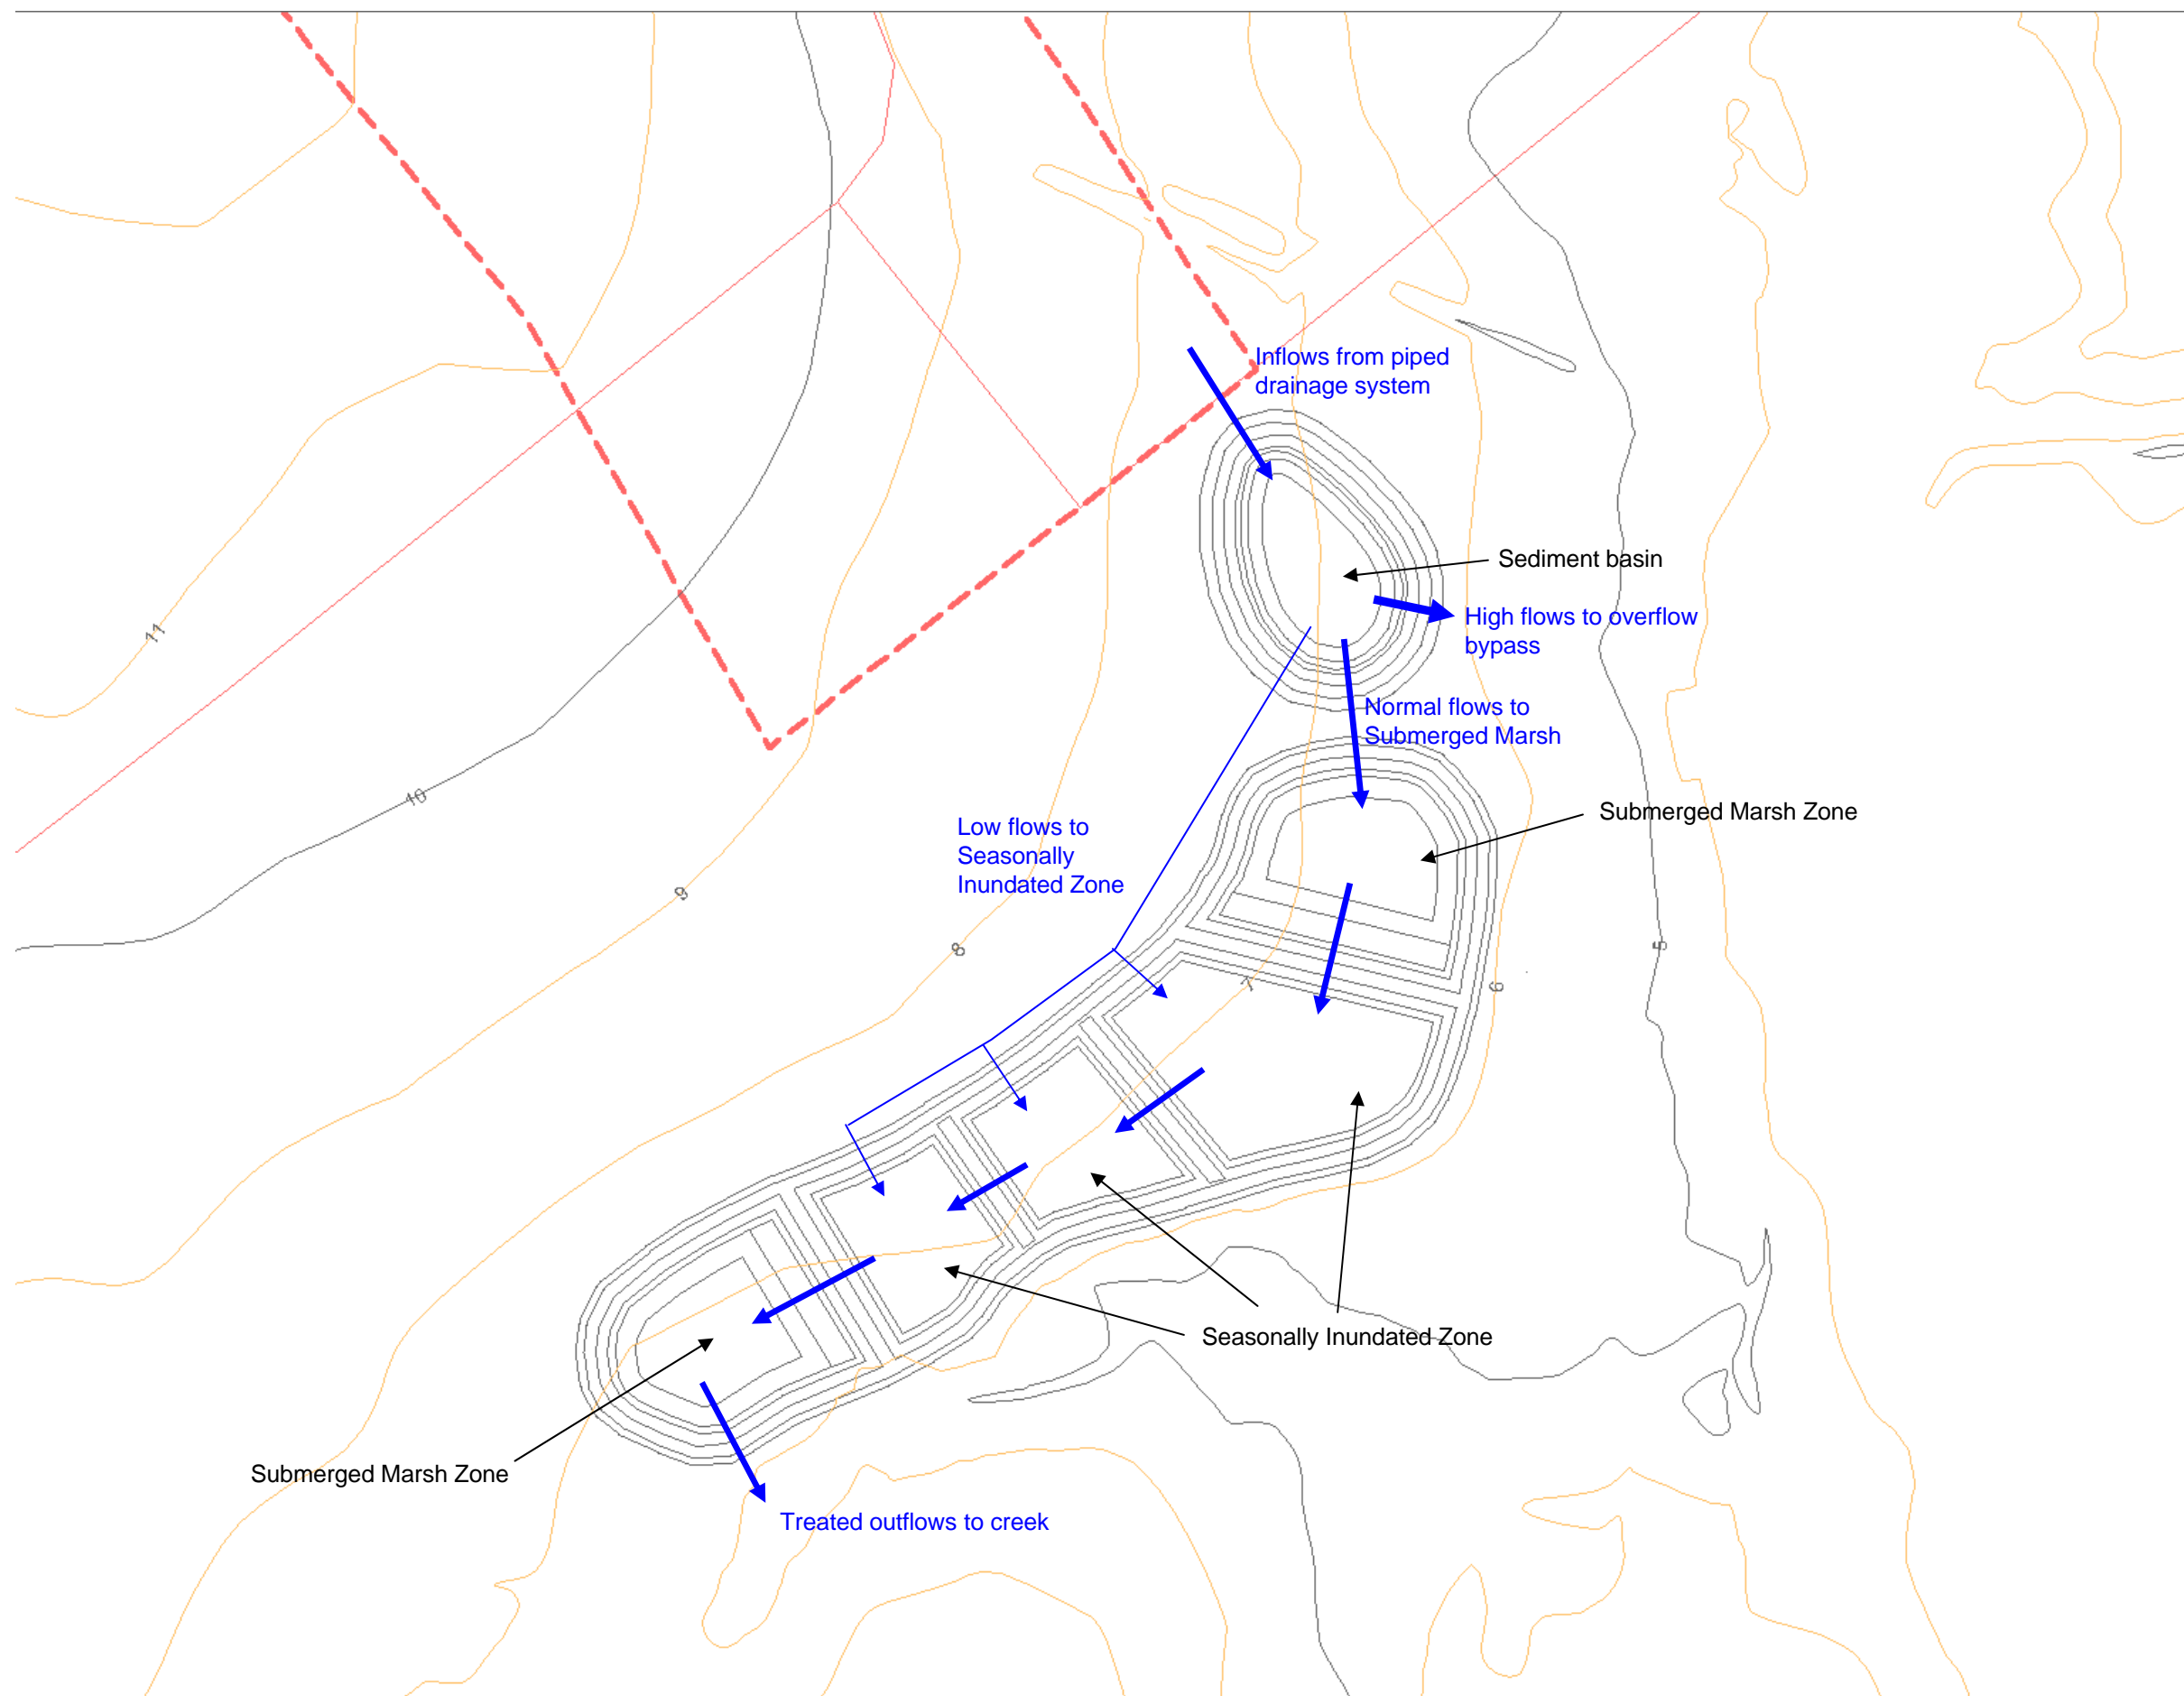 Inflows from piped
drainage system
Sediment basin
High flows to overflow
bypass
11
Normal flows to
Submerged Marsh
10
Submerged Marsh Zone
Low flows to
Seasonally
Inundated Zone
9
8
5
7
6
Seasonally Inundated Zone
Submerged Marsh Zone
Treated outflows to creek